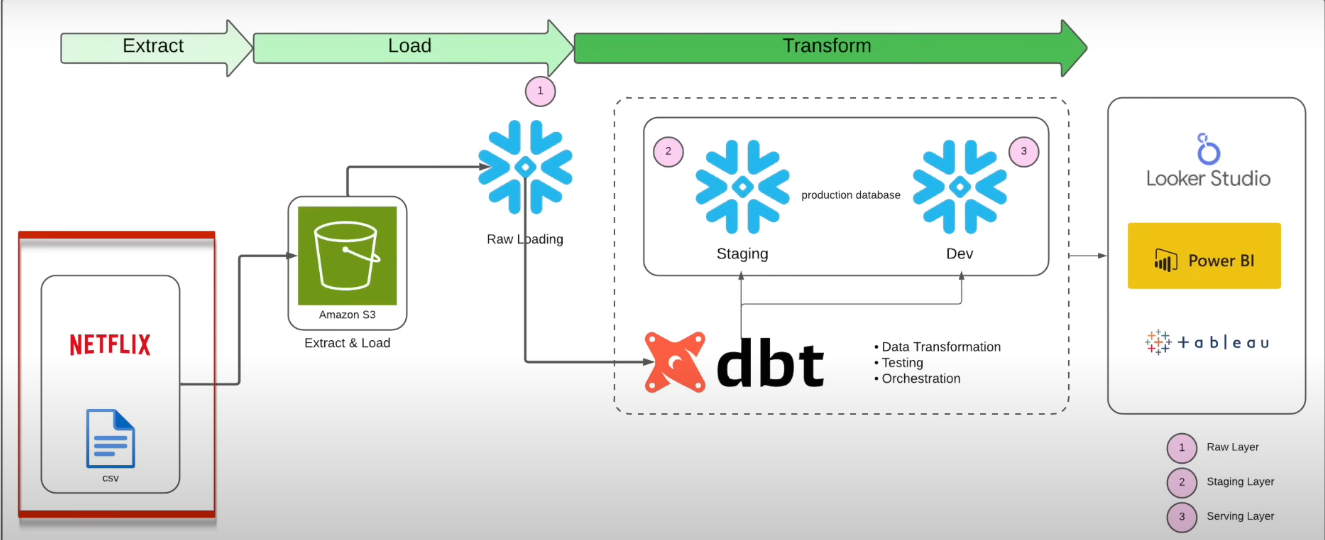 Extract
Load
Transform
1
2
3
production database
Staging
Dev
Raw Loading
Amazon S3
Extract & Load
NETFLIX
csv
dbt
• Data Transformation
• Testing
• Orchestration
Looker Studio
Power BI
+ableau
1 Raw Layer
2 Staging Layer
3 Serving Layer